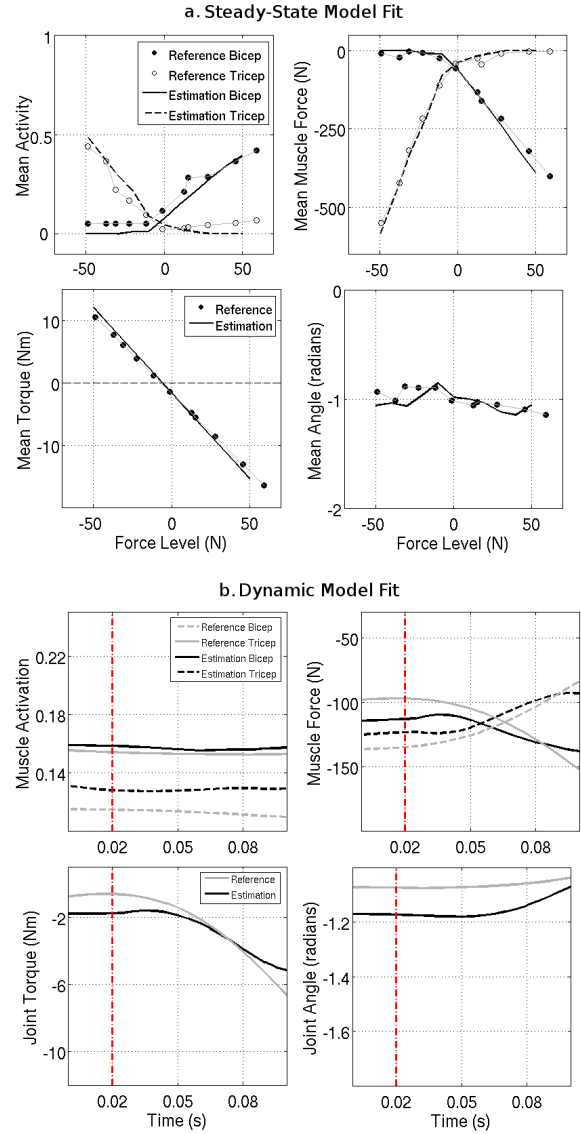 a. Steady-State Model Fit
Mean Activity
1
0.5
0
Reference Bicep
Reference Tricep
Estimation Bicep
Estimation Tricep
-50
0
50
Mean Muscle Force (N)
0
-250
-500
-50
0
50
Mean Torque (Nm)
10
0
-10
Reference
Estimation
-50
0
50
Force Level (N)
Mean Angle (radians)
0
-1
-2
-50
0
50
Force Level (N)
b. Dynamic Model Fit
Muscle Activation
0.22
0.18
0.14
Reference Bicep
Reference Tricep
Estimation Bicep
Estimation Tricep
0.02
0.05
0.08
Muscle Force (N)
-50
-100
-150
0.02
0.05
0.08
Joint Torque (Nm)
-2
-6
-10
Reference
Estimation
0.02
0.05
0.08
Time (s)
Joint Angle (radians)
-1.2
-1.4
-1.6
0.02
0.05
0.08
Time (s)